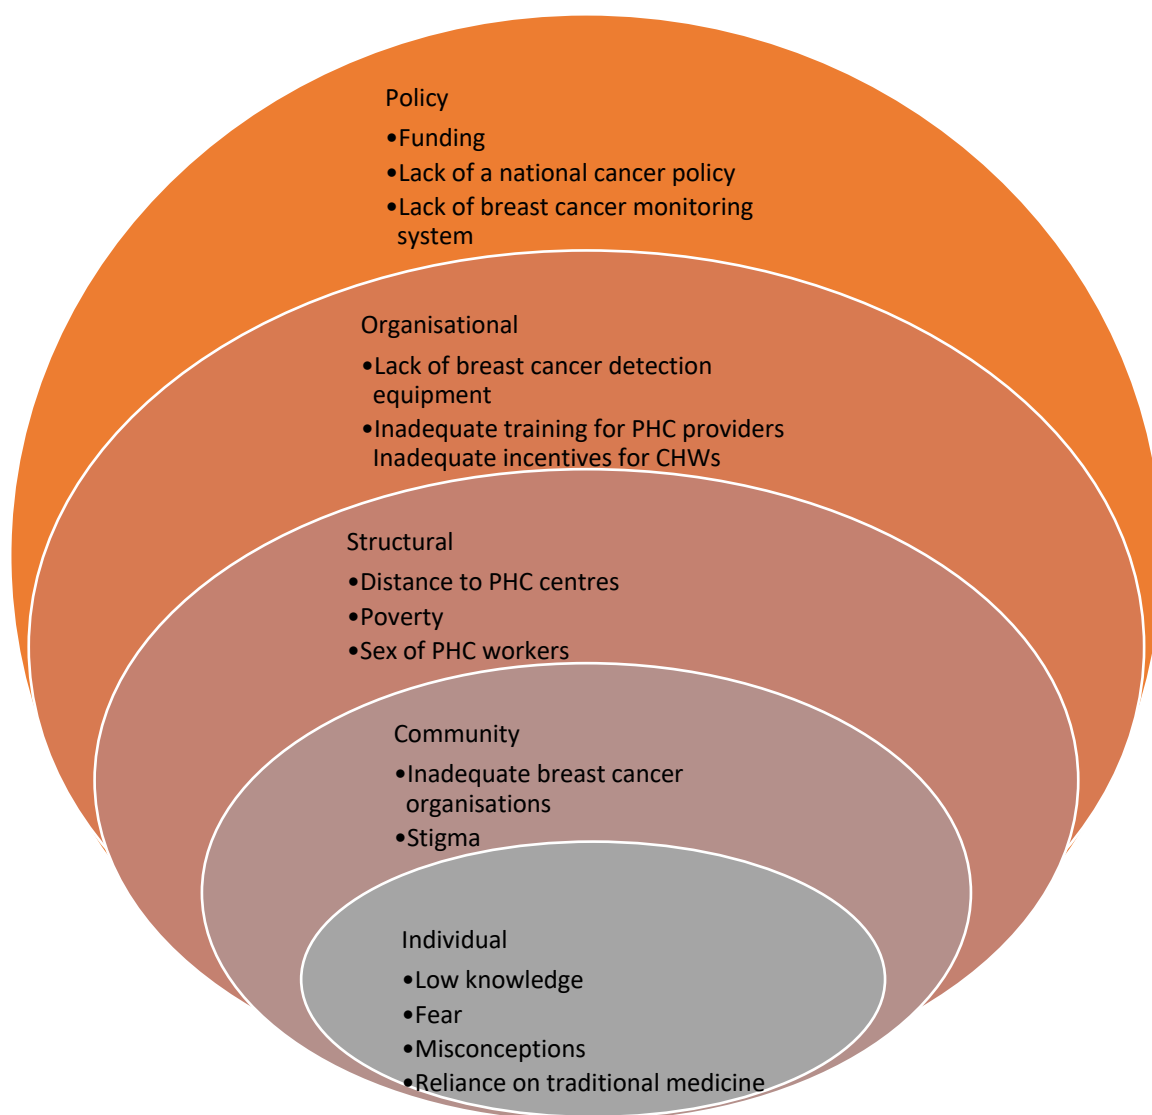 Policy
•Funding
•Lack of a national cancer policy
•Lack of breast cancer monitoring
system
Organisational
•Lack of breast cancer detection
equipment
•Inadequate training for PHC providers
Inadequate incentives for CHWs
Structural
•Distance to PHC centres
•Poverty
•Sex of PHC workers
Community
•Inadequate breast cancer
organisations
•Stigma
Individual
•Low knowledge
•Fear
•Misconceptions
•Reliance on traditional medicine